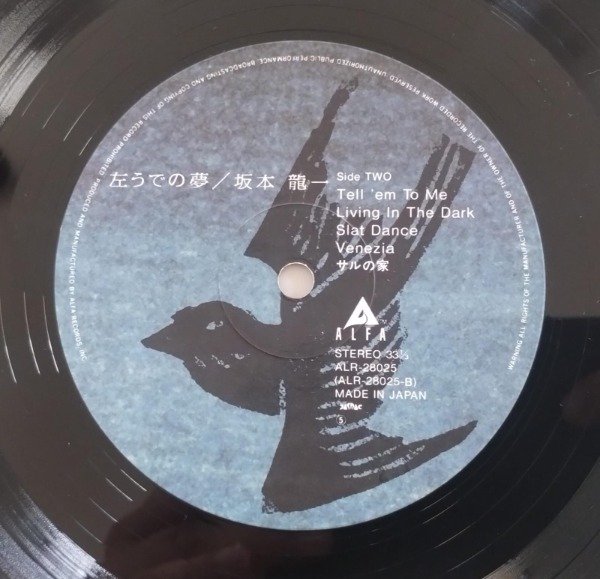 WARNING ALL RIGHTS OF THE MANUFACTURER AND OF THE OWNER OF THE RECORDED WORK RESERVED UNAUTHORIZED PUBLIC PERFORMANCE BROADCASTING AND COPYING OF THIS RECORD PROHIBITED PRODUCED AND MANUFACTURED BY ALFA RECORDS, INC.
左うでの夢／坂本 龍一
Side TWO
Tell 'em To Me
Living In The Dark
Slat Dance
Venezia
サルの家
ALFA
STEREO 33⅓
ALR-28025
(ALR-28025-B)
MADE IN JAPAN
JASRAC
S